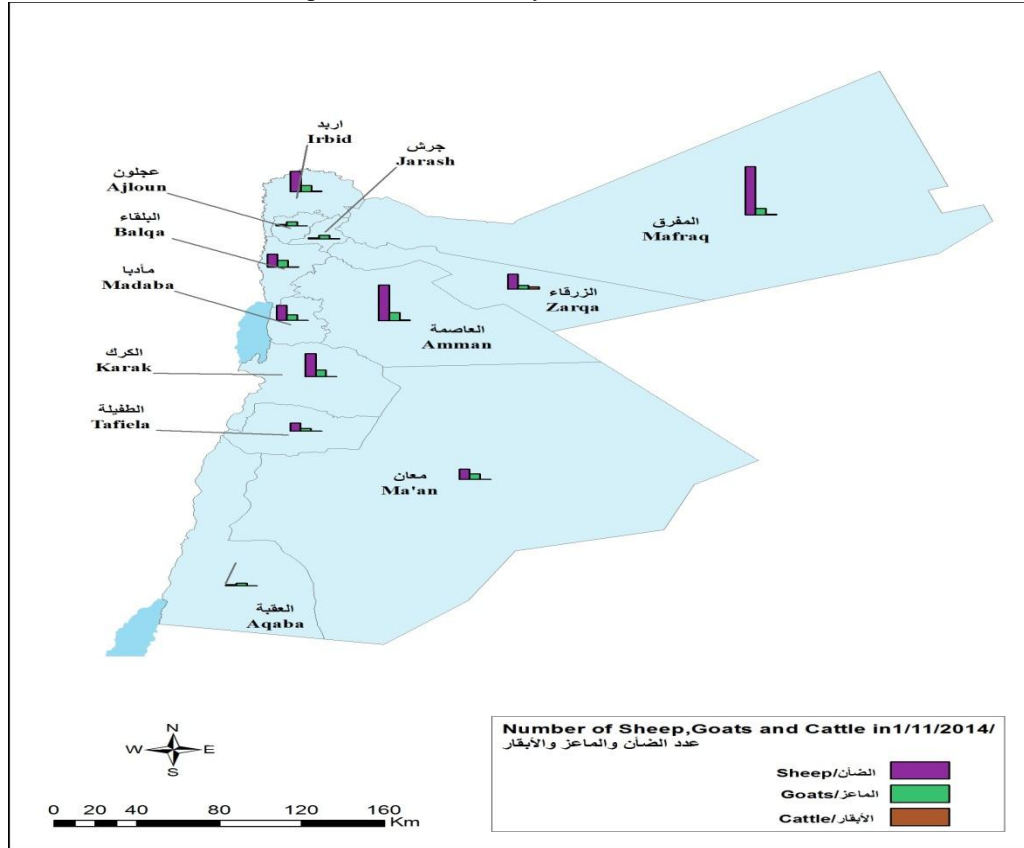 اربد
Irbid
جرش
Jarash
عجلون
Ajloun
البلقاء
Balqa
مأدبا
Madaba
المفرق
Mafraq
الزرقاء
Zarqa
العاصمة
Amman
الكرك
Karak
الطفيلة
Tafiela
معان
Ma'an
العقبة
Aqaba
N
W E
S
0 20 40 80 120 160
Km
Number of Sheep,Goats and Cattle in1/11/2014/
عدد الضأن والماعز والأبقار
Sheep/الضأن
Goats/الماعز
Cattle/الأبقار